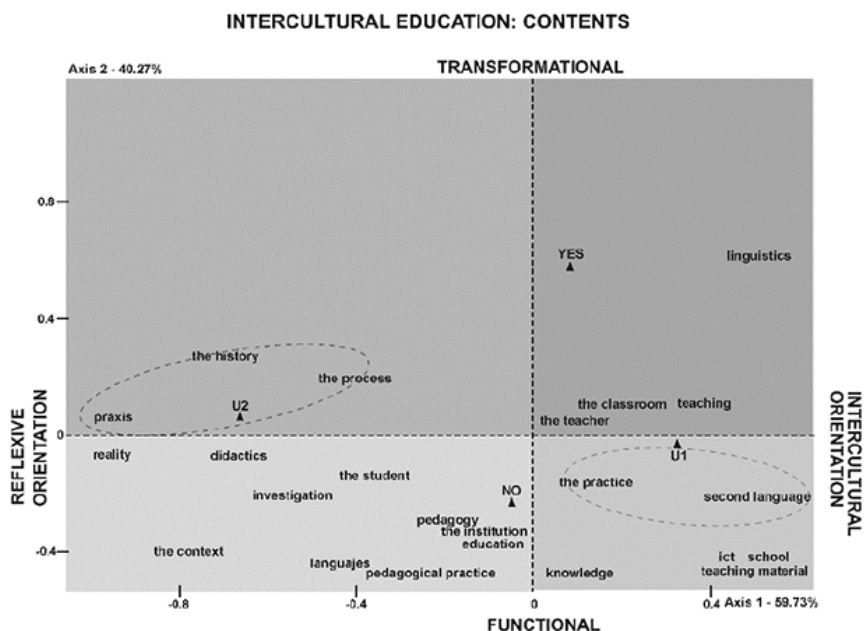 INTERCULTURAL EDUCATION: CONTENTS
Axis 2 - 40.27%
TRANSFORMATIONAL
0.8
YES
linguistics
0.4
the history
the process
the classroom teaching
U2
praxis
the teacher
REFLEXIVE
ORIENTATION
INTERCULTURAL
ORIENTATION
0
reality
didactics
U1
the student
the practice
investigation
NO
second language
pedagogy
the institution
education
the context
-0.4
languajes
ict school
pedagogical practice
knowledge
teaching material
-0.8
-0.4
0
0.4
Axis 1 - 59.73%
FUNCTIONAL